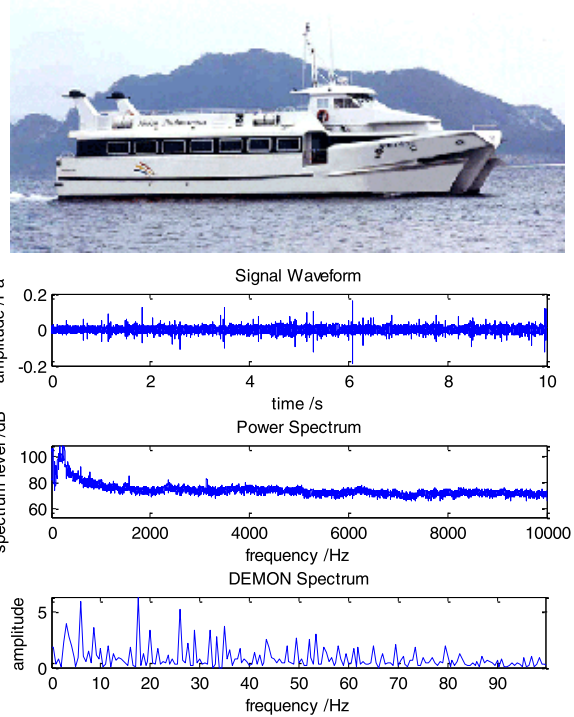 Signal Waveform
amplitude /Pa
0.2
0
-0.2
0 2 4 6 8 10
time /s
Power Spectrum
spectrum level /dB
100
80
60
0 2000 4000 6000 8000 10000
frequency /Hz
DEMON Spectrum
amplitude
5
0
0 10 20 30 40 50 60 70 80 90
frequency /Hz